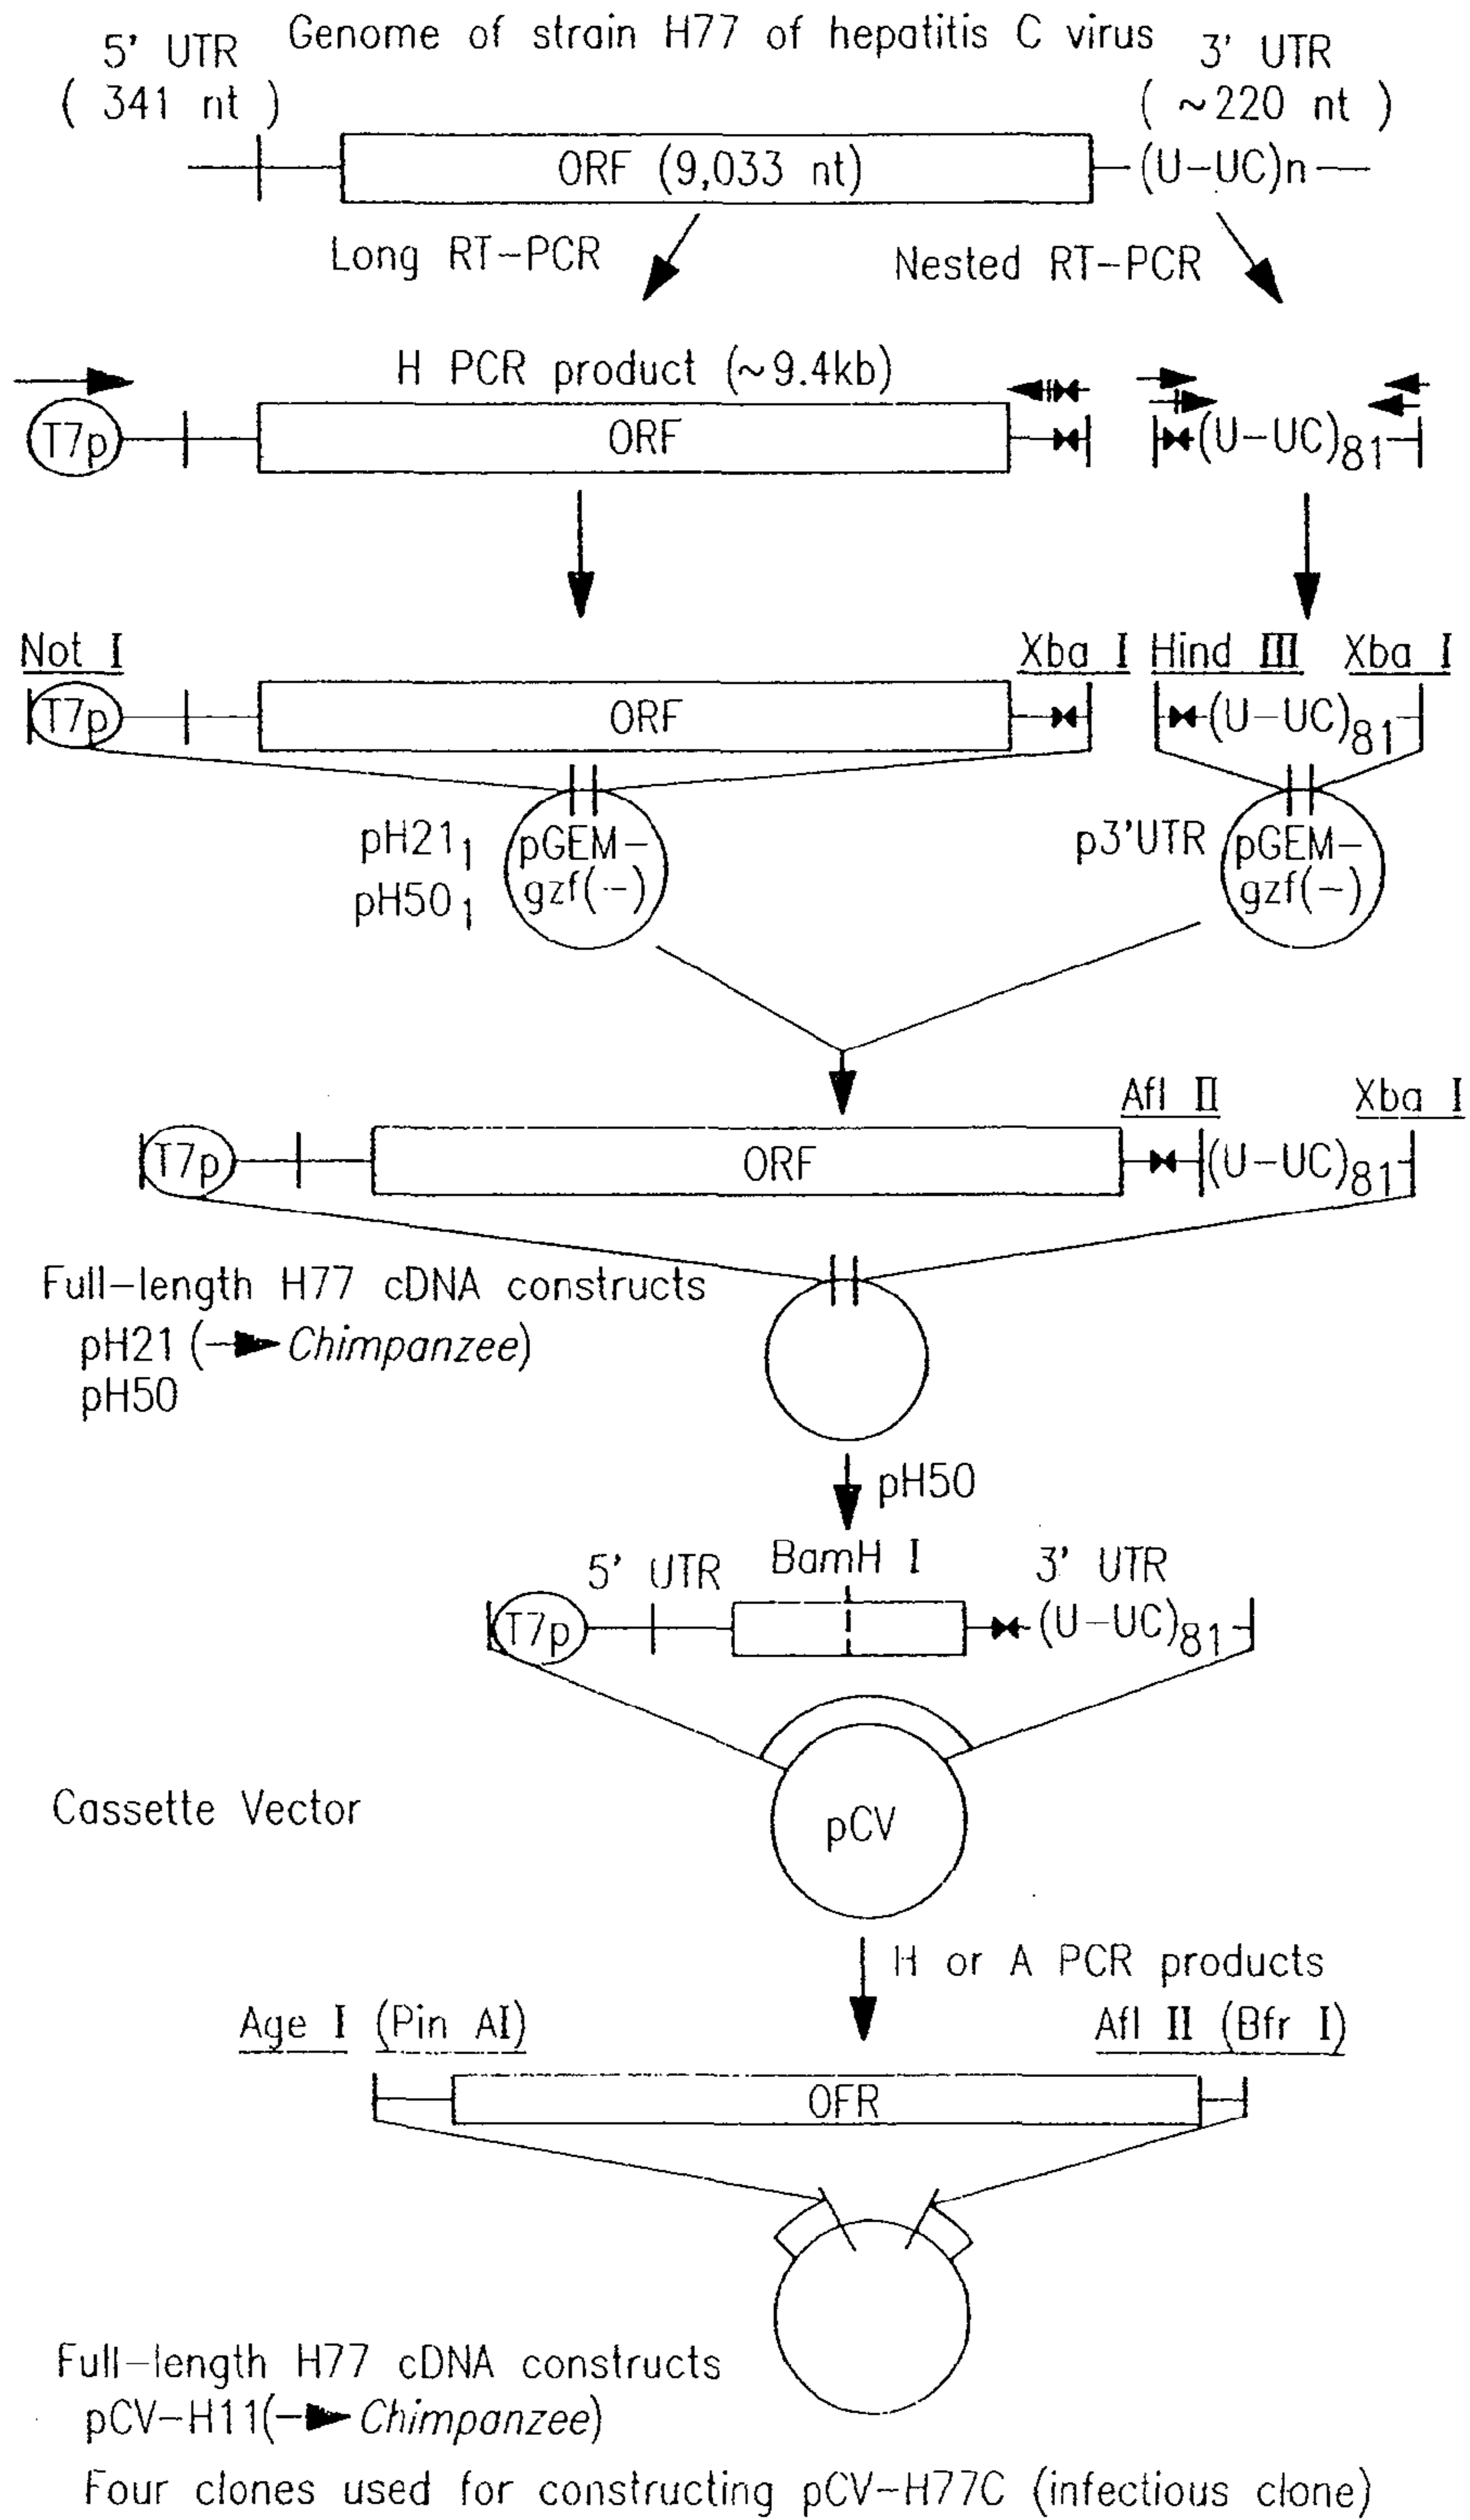 Genome of strain H77 of hepatitis C virus
5' UTR
( 341 nt )
3' UTR
( ~220 nt )
ORF (9,033 nt)
(U-UC)n
Long RT-PCR
Nested RT-PCR
H PCR product (~9.4kb)
T7p
ORF
(U-UC)81
Not I
Xba I
Hind III
Xba I
T7p
ORF
(U-UC)81
pH21₁
pH50₁
pGEM-
gzf(-)
p3'UTR
pGEM-
gzf(-)
Afl II
Xba I
T7p
ORF
(U-UC)81
Full-length H77 cDNA constructs
pH21 (→ Chimpanzee)
pH50
pH50
5' UTR
BamH I
3' UTR
T7p
(U-UC)81
Cassette Vector
pCV
H or A PCR products
Age I (Pin AI)
Afl II (Bfr I)
OFR
Full-length H77 cDNA constructs
pCV-H11(→ Chimpanzee)
Four clones used for constructing pCV-H77C (infectious clone)